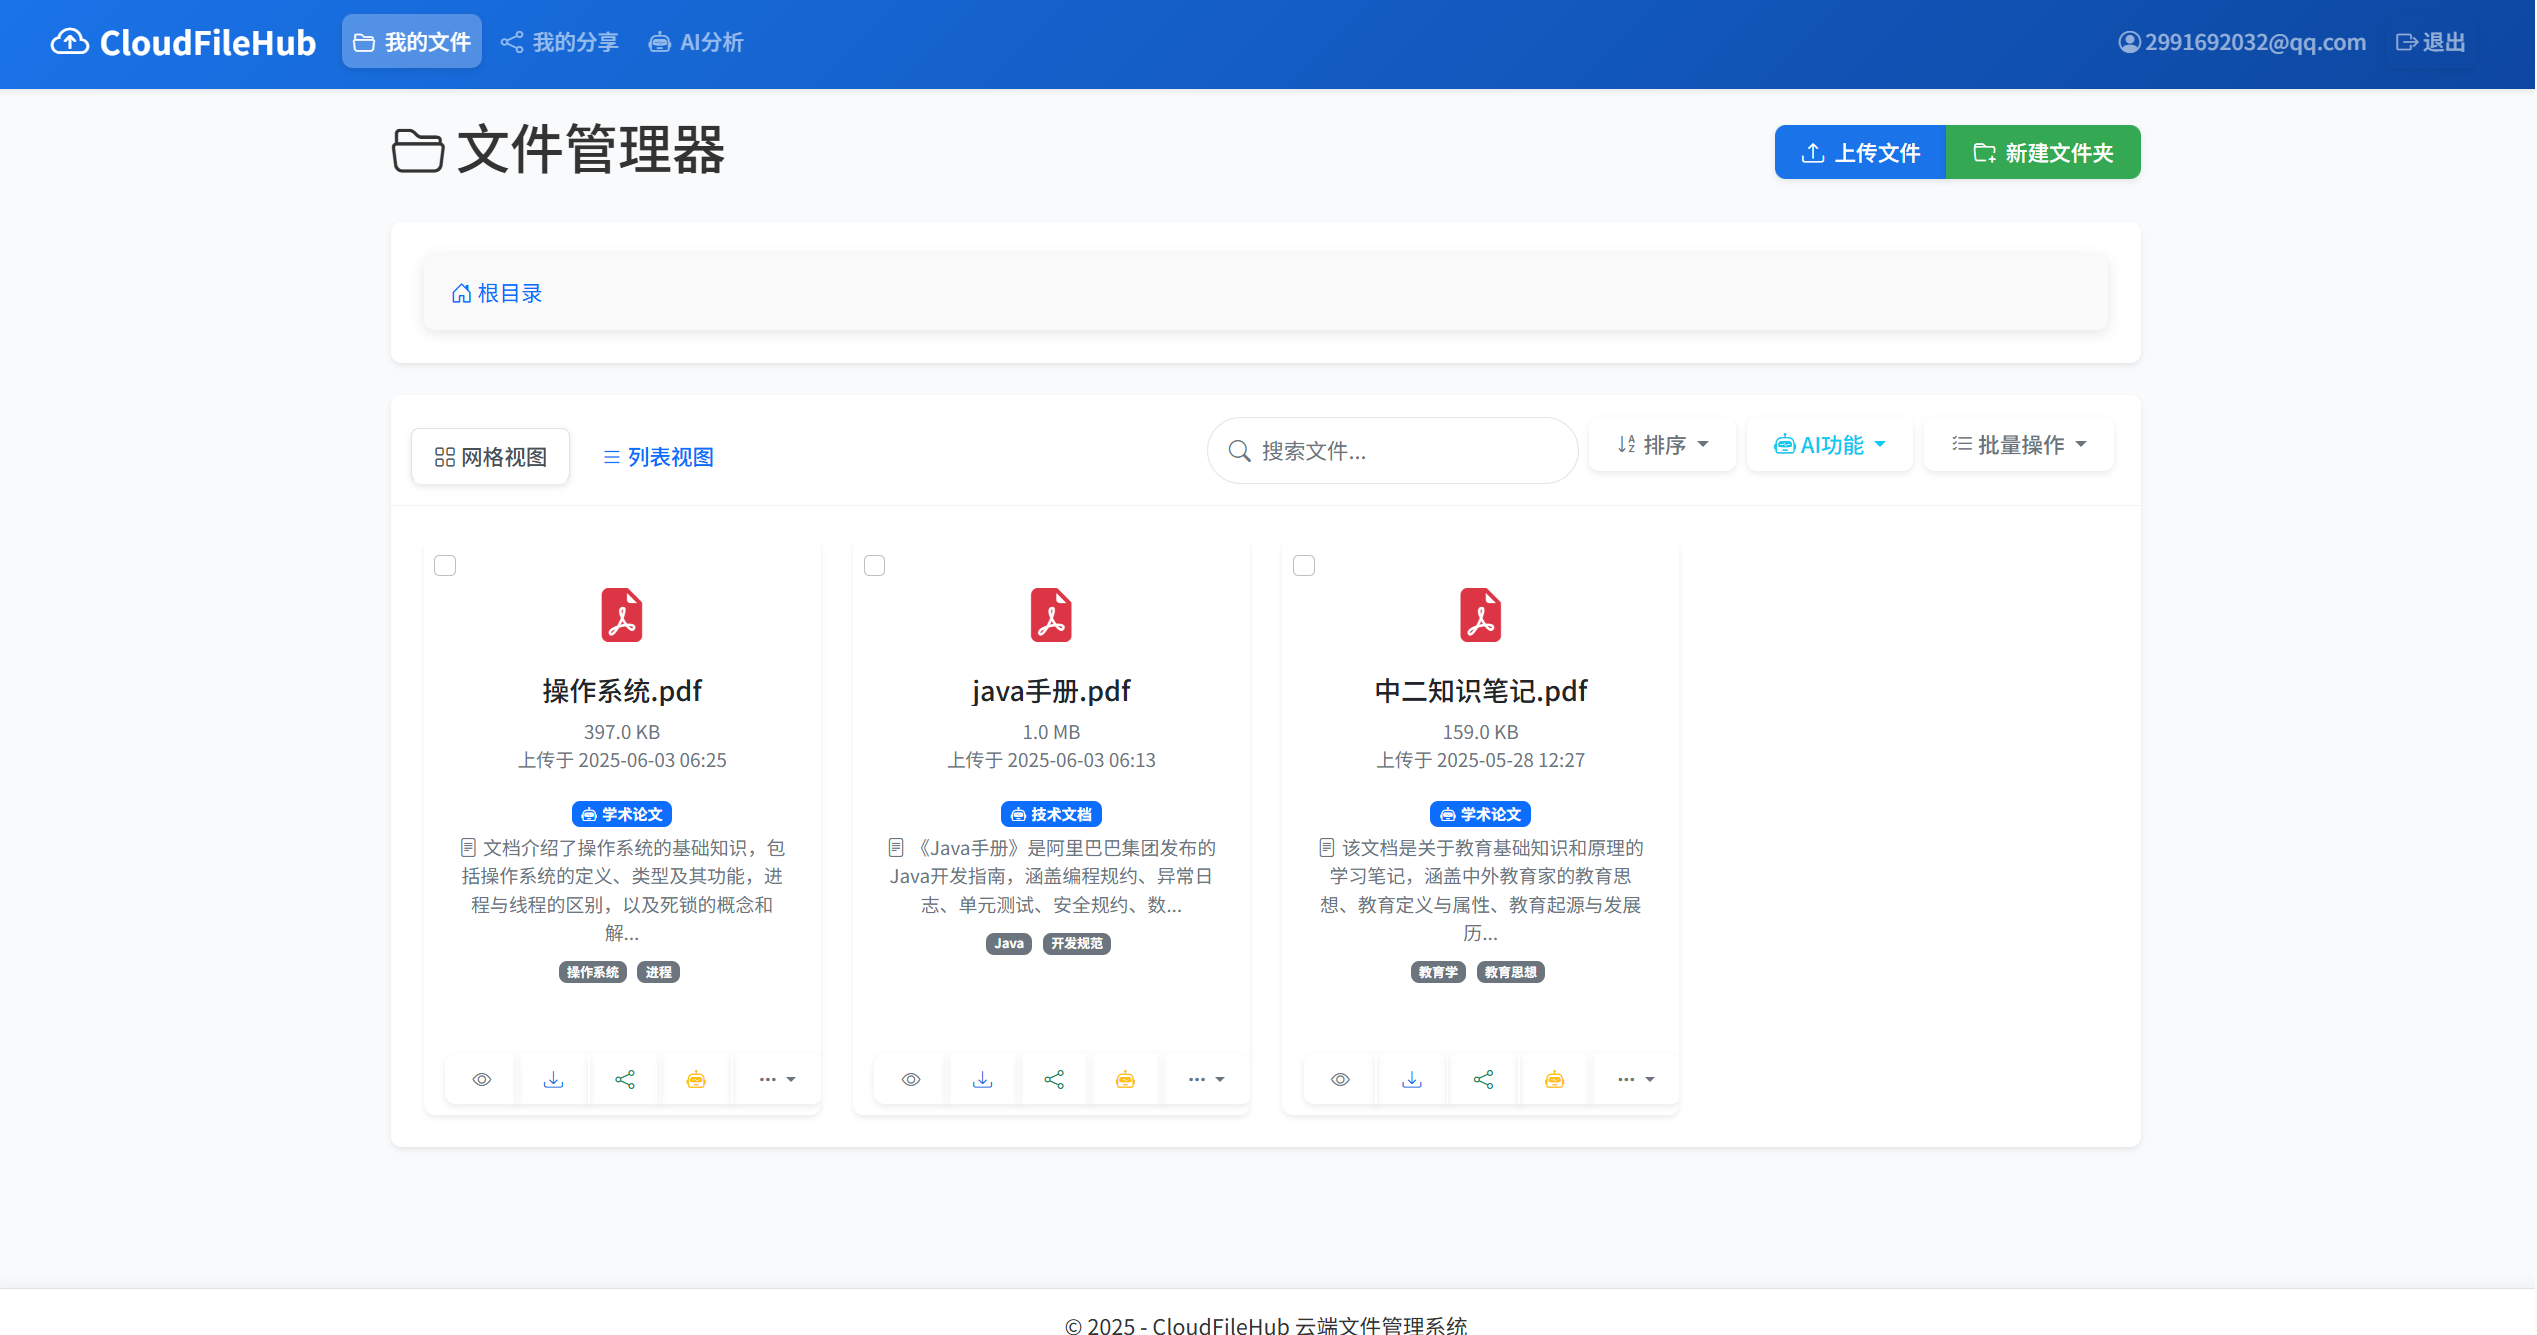 CloudFileHub 我的文件 我的分享 AI分析 2991692032@qq.com 退出
文件管理器 上传文件 新建文件夹
根目录
网格视图 列表视图 搜索文件... 排序 AI功能 批量操作
操作系统.pdf
397.0 KB
上传于 2025-06-03 06:25
学术论文
文档介绍了操作系统的基础知识，包
括操作系统的定义、类型及其功能，进
程与线程的区别，以及死锁的概念和
解...
操作系统 进程
java手册.pdf
1.0 MB
上传于 2025-06-03 06:13
技术文档
《Java手册》是阿里巴巴集团发布的
Java开发指南，涵盖编程规约、异常日
志、单元测试、安全规约、数...
Java 开发规范
中二知识笔记.pdf
159.0 KB
上传于 2025-05-28 12:27
学术论文
该文档是关于教育基础知识和原理的
学习笔记，涵盖中外教育家的教育思
想、教育定义与属性、教育起源与发展
历...
教育学 教育思想
© 2025 - CloudFileHub 云端文件管理系统